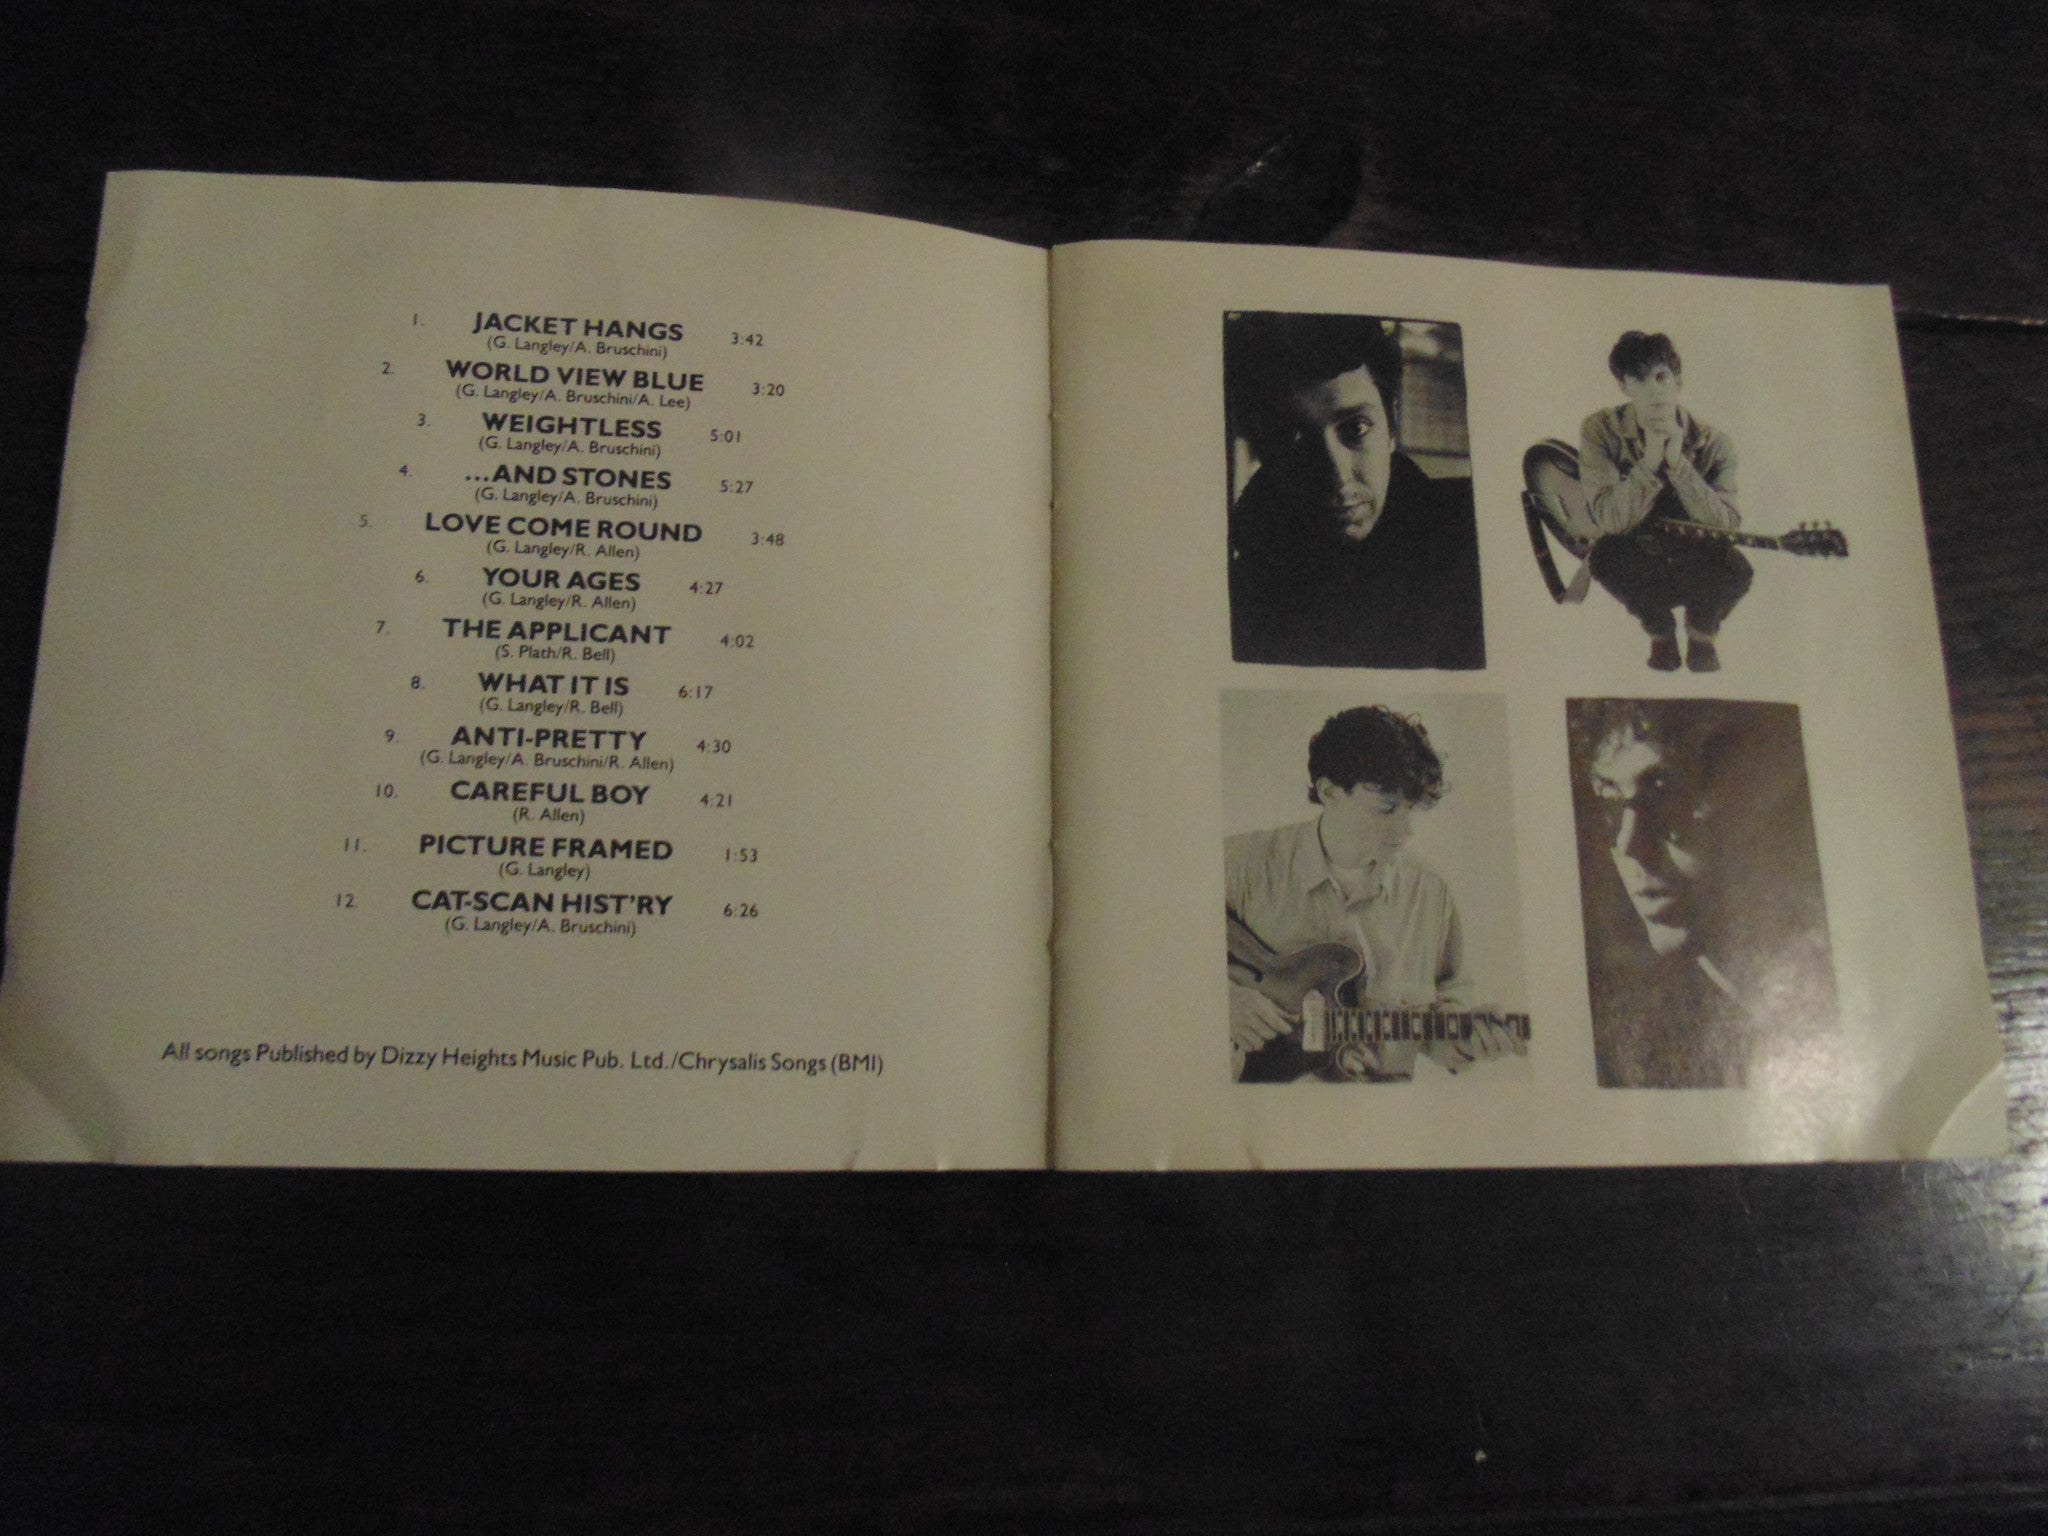 1. JACKET HANGS 3:42
(G. Langley/A. Bruschini)
2. WORLD VIEW BLUE 3:20
(G. Langley/A. Bruschini/A. Lee)
3. WEIGHTLESS 5:01
(G. Langley/A. Bruschini)
4. ...AND STONES 5:27
(G. Langley/A. Bruschini)
5. LOVE COME ROUND 3:48
(G. Langley/R. Allen)
6. YOUR AGES 4:27
(G. Langley/R. Allen)
7. THE APPLICANT 4:02
(S. Plath/R. Bell)
8. WHAT IT IS 6:17
(G. Langley/R. Bell)
9. ANTI-PRETTY 4:30
(G. Langley/A. Bruschini/R. Allen)
10. CAREFUL BOY 4:21
(R. Allen)
11. PICTURE FRAMED 1:53
(G. Langley)
12. CAT-SCAN HIST'RY 6:26
(G. Langley/A. Bruschini)
All songs Published by Dizzy Heights Music Pub. Ltd./Chrysalis Songs (BMI)